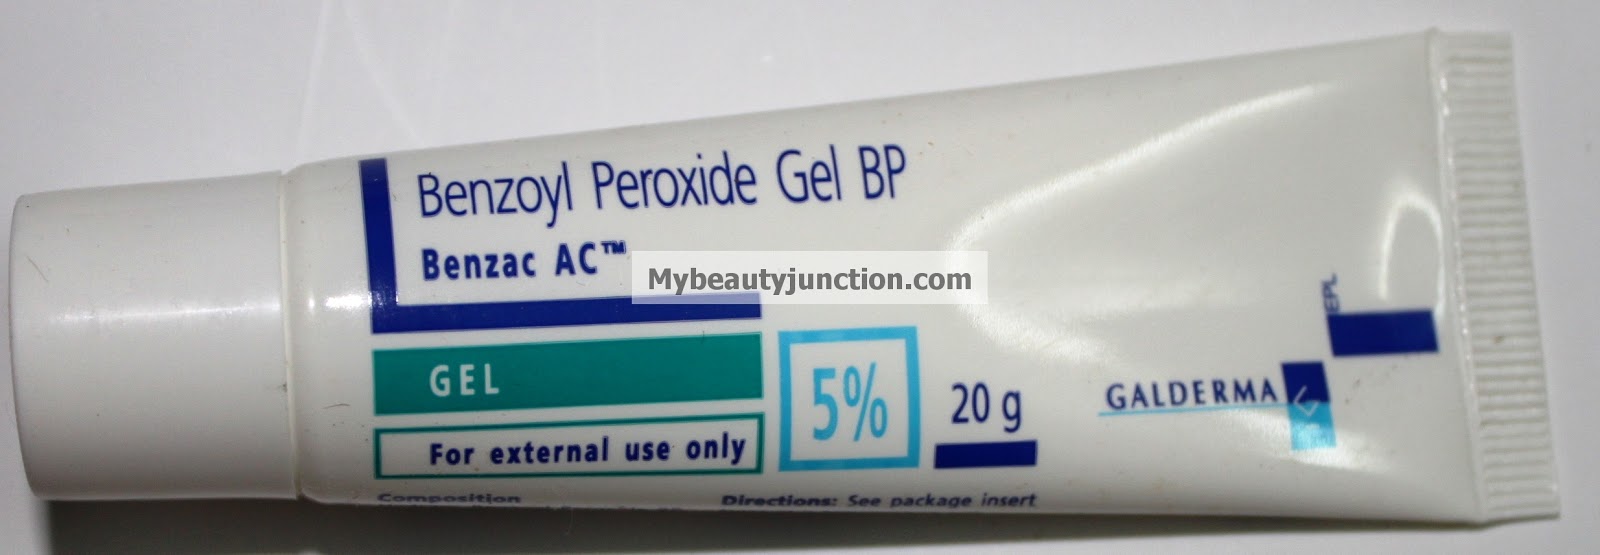 Benzoyl Peroxide Gel BP
Benzac AC™
Mybeautyjunction.com
GEL
5%
20 g
For external use only
GALDERMA
EPL
Composition
Directions: See package insert